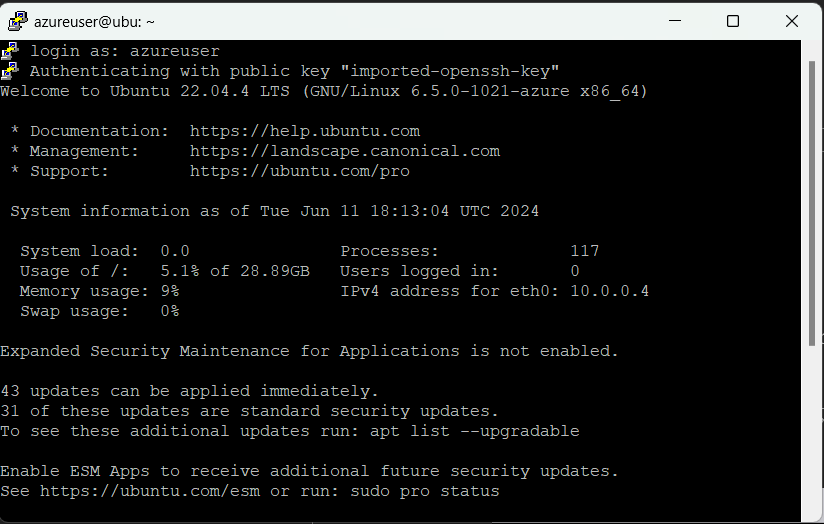 azureuser@ubu: ~
login as: azureuser
Authenticating with public key "imported-openssh-key"
Welcome to Ubuntu 22.04.4 LTS (GNU/Linux 6.5.0-1021-azure x86_64)
* Documentation:  https://help.ubuntu.com
* Management:     https://landscape.canonical.com
* Support:        https://ubuntu.com/pro
System information as of Tue Jun 11 18:13:04 UTC 2024
System load:  0.0               Processes:             117
Usage of /:   5.1% of 28.89GB   Users logged in:       0
Memory usage: 9%                IPv4 address for eth0: 10.0.0.4
Swap usage:   0%
Expanded Security Maintenance for Applications is not enabled.
43 updates can be applied immediately.
31 of these updates are standard security updates.
To see these additional updates run: apt list --upgradable
Enable ESM Apps to receive additional future security updates.
See https://ubuntu.com/esm or run: sudo pro status